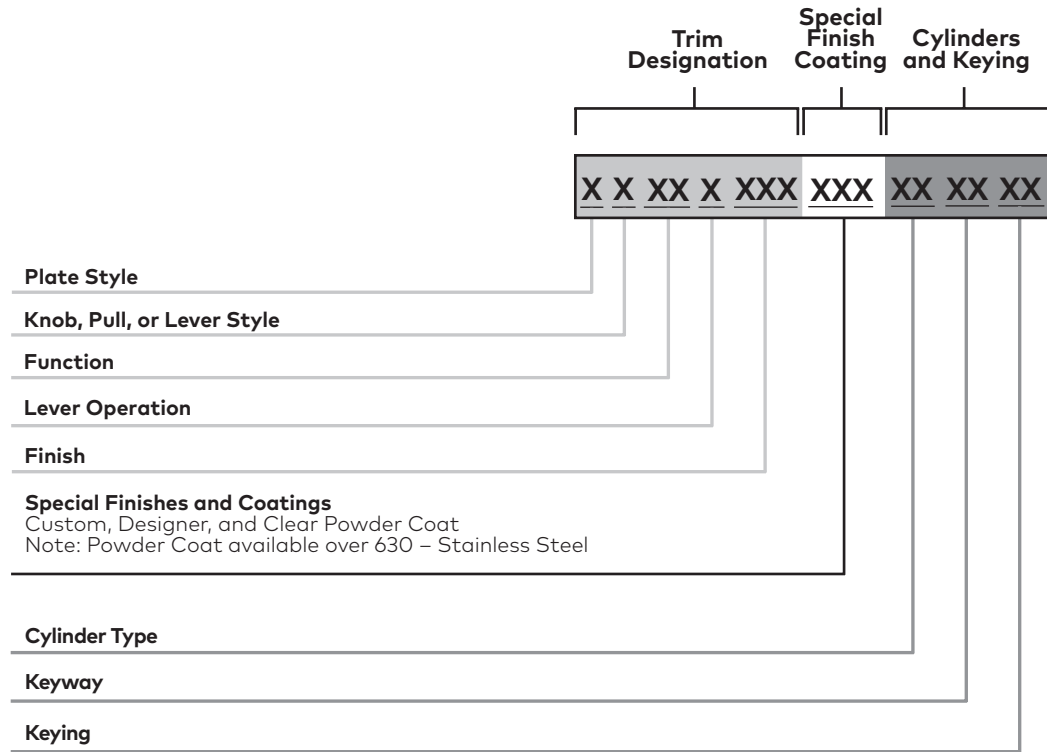 Trim
Designation
Special
Finish
Coating
Cylinders
and Keying
X X XX X XXX XXX XX XX XX
Plate Style
Knob, Pull, or Lever Style
Function
Lever Operation
Finish
Special Finishes and Coatings
Custom, Designer, and Clear Powder Coat
Note: Powder Coat available over 630 – Stainless Steel
Cylinder Type
Keyway
Keying